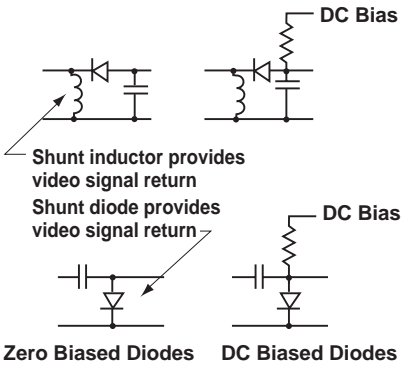 DC Bias
Shunt inductor provides
video signal return
Shunt diode provides
video signal return
DC Bias
Zero Biased Diodes
DC Biased Diodes